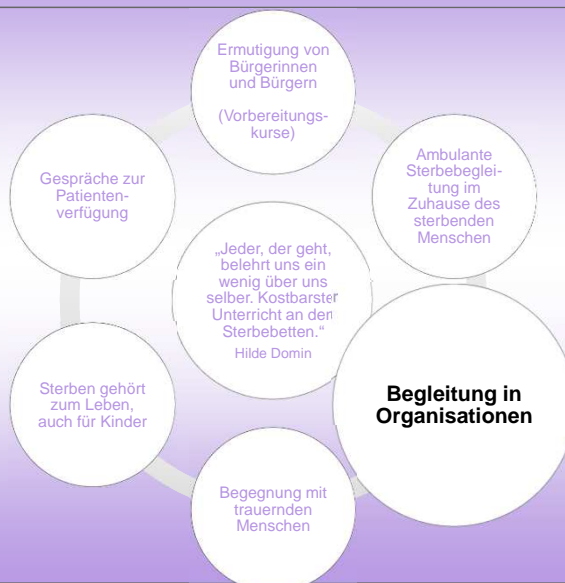 Ermutigung von
Bürgerinnen
und Bürgern
(Vorbereitungs-
kurse)
Ambulante
Sterbebeglei-
tung im
Zuhause des
sterbenden
Menschen
Begleitung in
Organisationen
Begegnung mit
trauernden
Menschen
Sterben gehört
zum Leben,
auch für Kinder
Gespräche zur
Patienten-
verfügung
„Jeder, der geht,
belehrt uns ein
wenig über uns
selber. Kostbarster
Unterricht an den
Sterbebetten.“
Hilde Domin